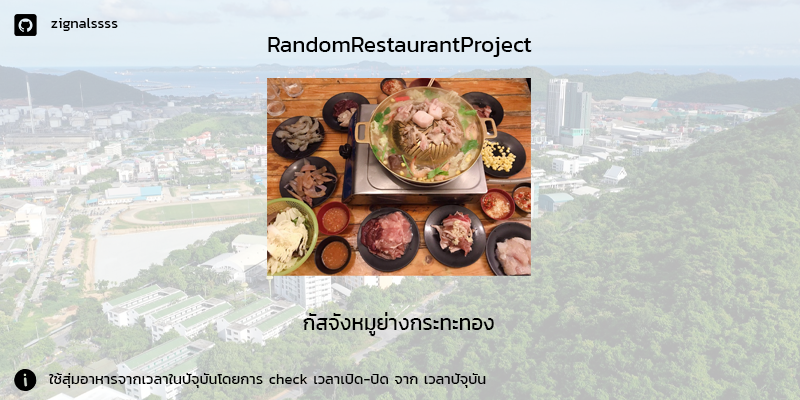 zignalssss
RandomRestaurantProject
กัสจังหมูย่างกระทะทอง
ใช้สุ่มอาหารจากเวลาในปัจุบันโดยการ check เวลาเปิด-ปิด จาก เวลาปัจุบัน